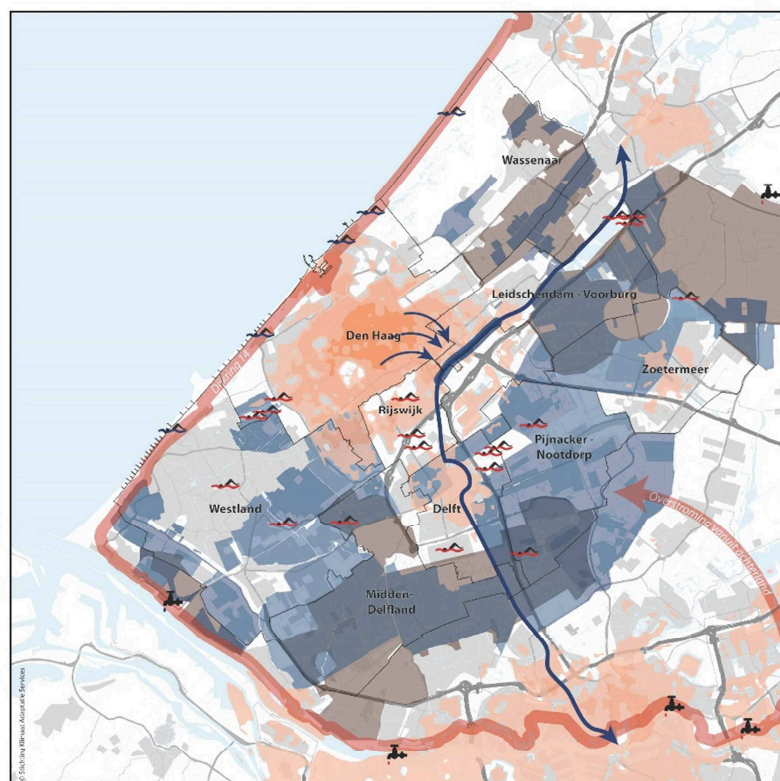 Wassenaar
Leidschendam - Voorburg
Den Haag
Zoetermeer
Dijkring 14
Rijswijk
Pijnacker -
Nootdorp
Westland
Delft
Overstroming vanuit achterland
Midden-
Delfland
© Stichting Klimaat Adaptatie Services